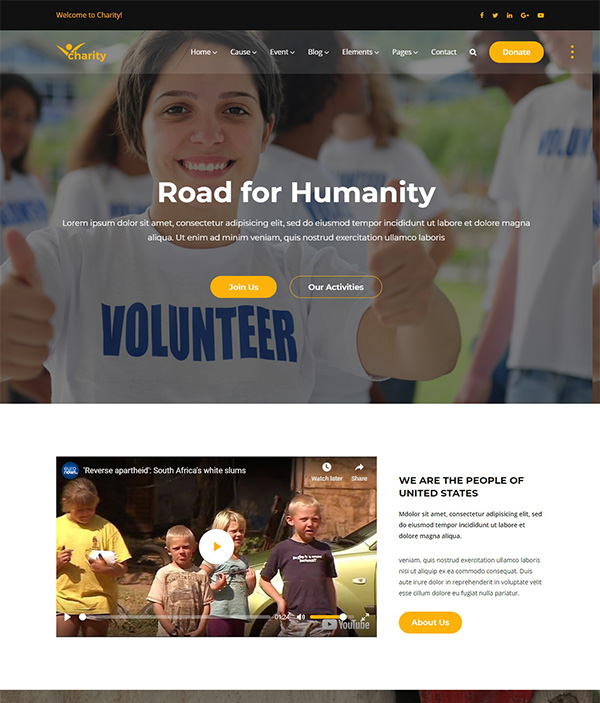 Welcome to Charity!
charity
Home Cause Event Blog Elements Pages Contact Donate
Road for Humanity
Lorem ipsum dolor sit amet, consectetur adipisicing elit, sed do eiusmod tempor incididunt ut labore et dolore magna
aliqua. Ut enim ad minim veniam, quis nostrud exercitation ullamco laboris
Join Us
Our Activities
VOLUNTEER
euronews.
'Reverse apartheid': South Africa's white slums
Watch later
Share
01:24
YouTube
WE ARE THE PEOPLE OF
UNITED STATES
Mdolor sit amet, consectetur adipisicing elit, sed
do eiusmod tempor incididunt ut labore et
dolore magna aliqua.
veniam, quis nostrud exercitation ullamco laboris
nisi ut aliquip ex ea commodo consequat. Duis
aute irure dolor in reprehenderit in voluptate velit
esse cillum dolore eu fugiat nulla pariatur.
About Us